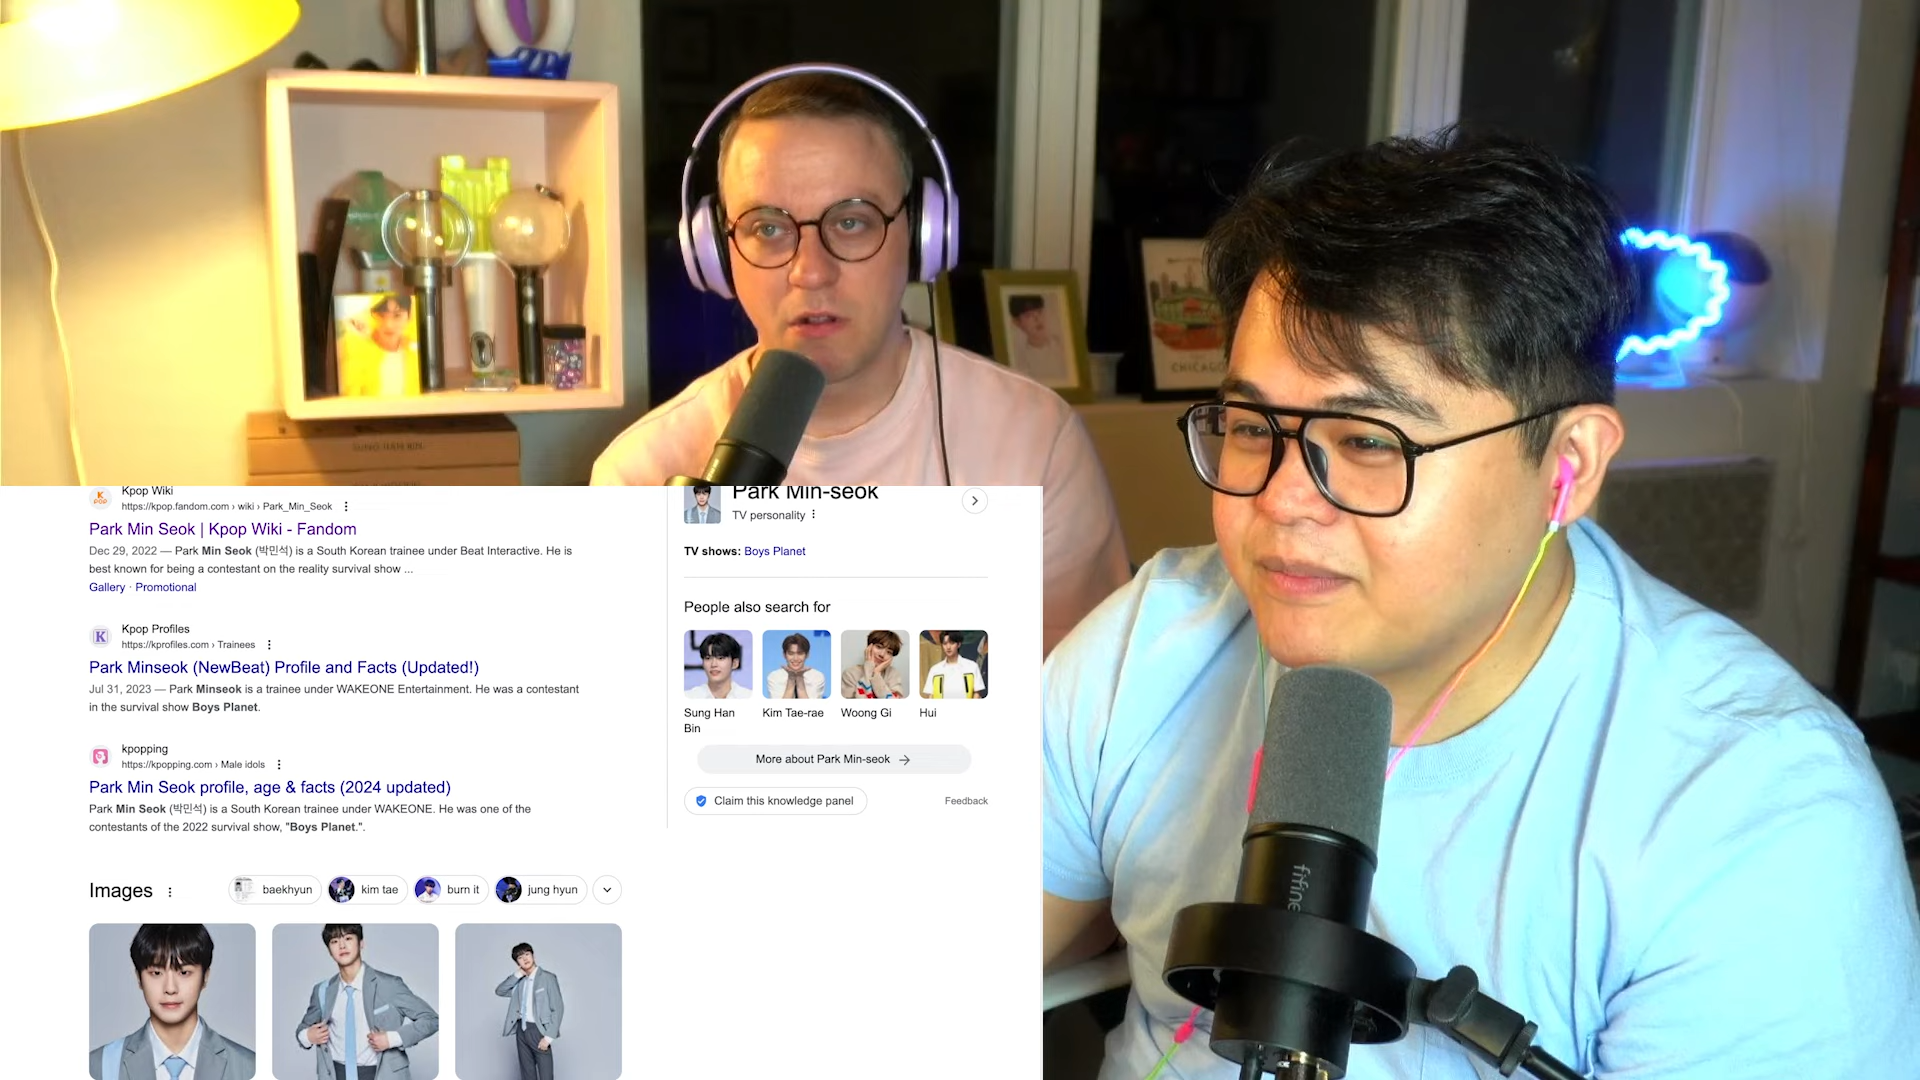 CHICAGO
SUNG HAN BIN
K
POP
Kpop Wiki
https://kpop.fandom.com › wiki › Park_Min_Seok
Park Min Seok | Kpop Wiki - Fandom
Dec 29, 2022 — Park Min Seok (박민석) is a South Korean trainee under Beat Interactive. He is
best known for being a contestant on the reality survival show ...
Gallery · Promotional
K
Kpop Profiles
https://kprofiles.com › Trainees
Park Minseok (NewBeat) Profile and Facts (Updated!)
Jul 31, 2023 — Park Minseok is a trainee under WAKEONE Entertainment. He was a contestant
in the survival show Boys Planet.
kpopping
https://kpopping.com › Male idols
Park Min Seok profile, age & facts (2024 updated)
Park Min Seok (박민석) is a South Korean trainee under WAKEONE. He was one of the
contestants of the 2022 survival show, "Boys Planet.".
Images
baekhyun
kim tae
burn it
jung hyun
Park Min-seok
TV personality
TV shows: Boys Planet
People also search for
Sung Han
Bin
Kim Tae-rae
Woong Gi
Hui
More about Park Min-seok
Claim this knowledge panel
Feedback
fifine